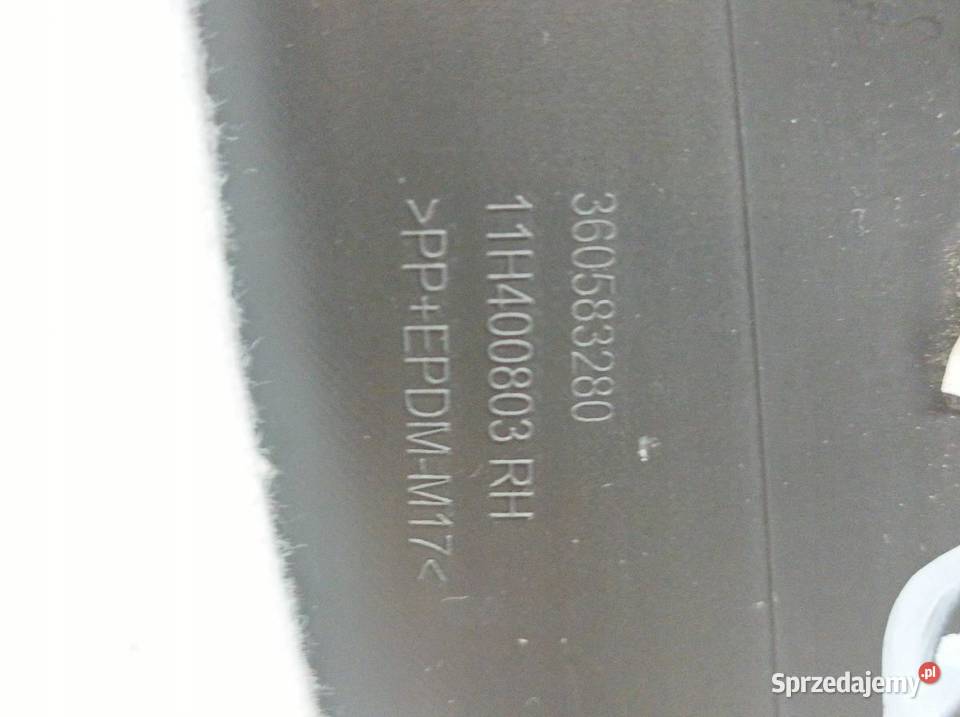 360583280
11H400803 RH
>PP+EPDM-M17<
Sprzedajemy.pl